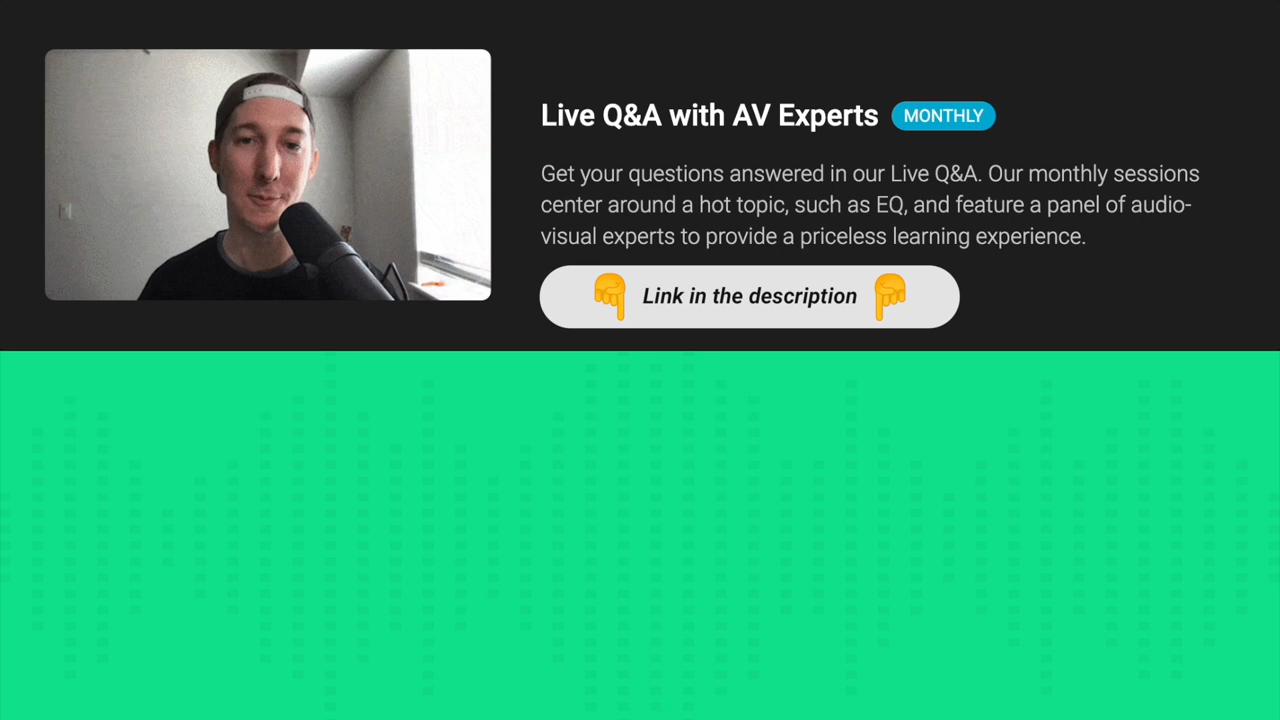 Live Q&A with AV Experts MONTHLY
Get your questions answered in our Live Q&A. Our monthly sessions
center around a hot topic, such as EQ, and feature a panel of audio-
visual experts to provide a priceless learning experience.
Link in the description